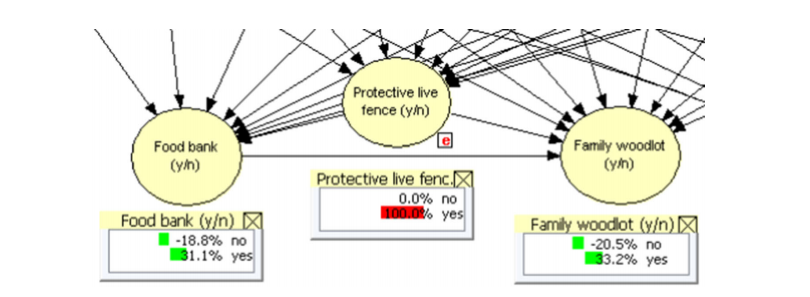 Protective live
fence (y/n)
Food bank
(y/n)
Family woodlot
(y/n)
e
Protective live fenc.
0.0% no
100.0% yes
Food bank (y/n)
-18.8% no
31.1% yes
Family woodlot (y/n)
-20.5% no
33.2% yes